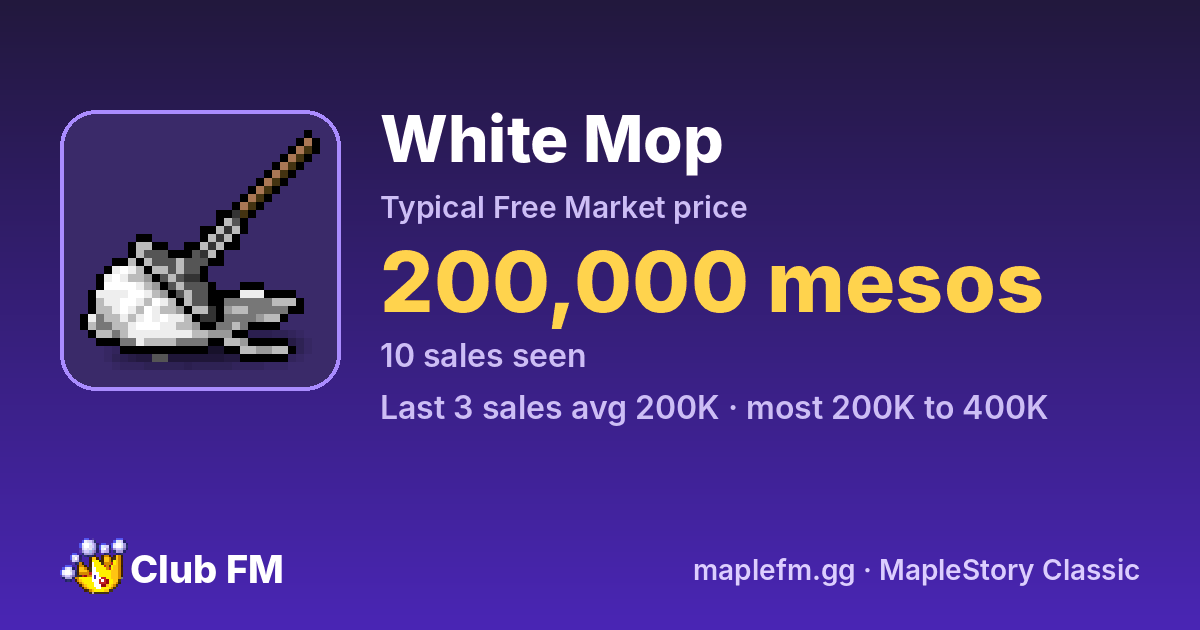 White Mop
Typical Free Market price
200,000 mesos
10 sales seen
Last 3 sales avg 200K · most 200K to 400K
Club FM
maplefm.gg · MapleStory Classic